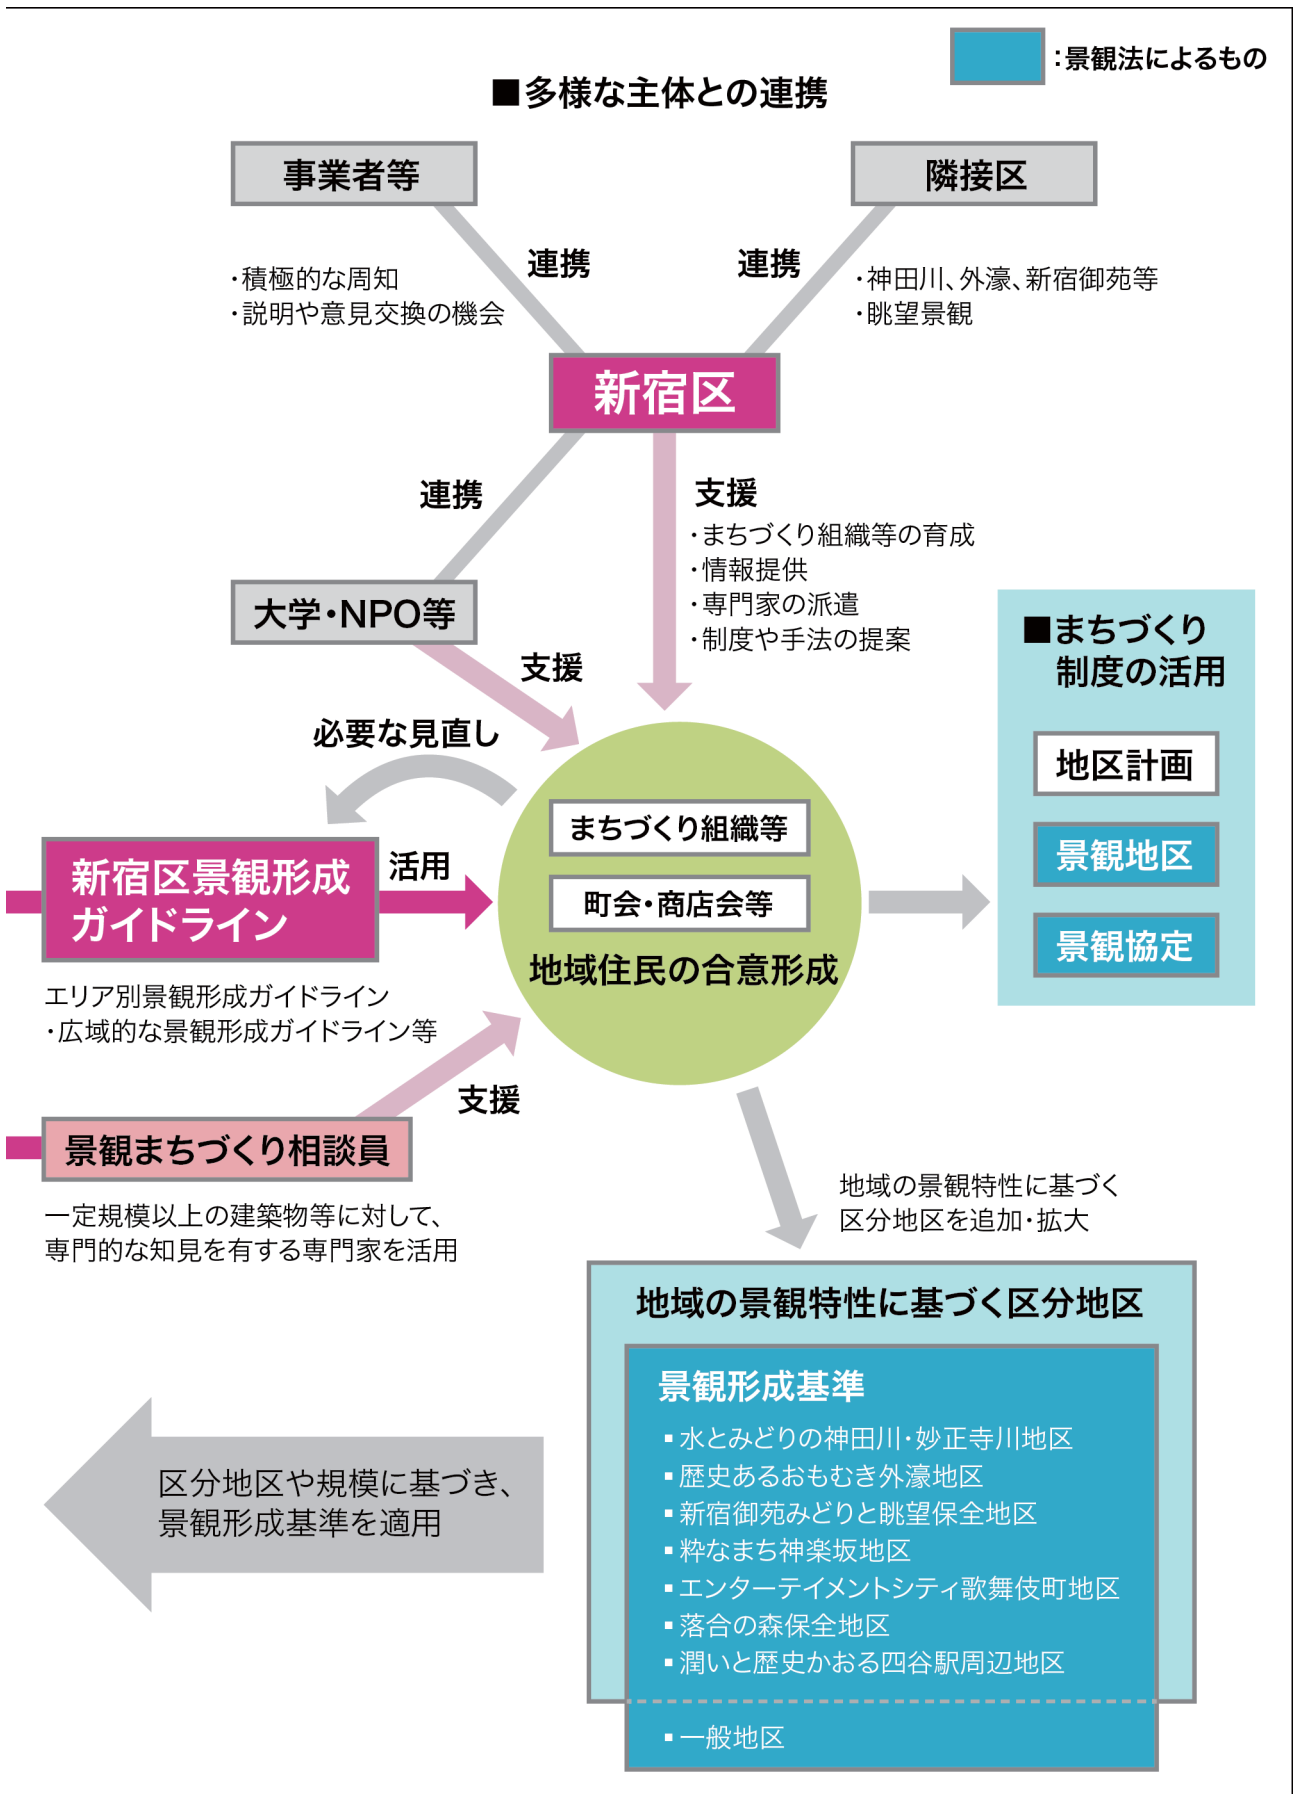 ：景観法によるもの
■多様な主体との連携
事業者等
隣接区
連携
連携
・積極的な周知
・説明や意見交換の機会
・神田川、外濠、新宿御苑等
・眺望景観
新宿区
連携
支援
・まちづくり組織等の育成
・情報提供
・専門家の派遣
・制度や手法の提案
大学・NPO等
支援
■まちづくり
制度の活用
地区計画
景観地区
景観協定
必要な見直し
まちづくり組織等
町会・商店会等
地域住民の合意形成
新宿区景観形成
ガイドライン
活用
エリア別景観形成ガイドライン
・広域的な景観形成ガイドライン等
支援
景観まちづくり相談員
一定規模以上の建築物等に対して、
専門的な知見を有する専門家を活用
地域の景観特性に基づく
区分地区を追加・拡大
地域の景観特性に基づく区分地区
景観形成基準
▪水とみどりの神田川・妙正寺川地区
▪歴史あるおもむき外濠地区
▪新宿御苑みどりと眺望保全地区
▪粋なまち神楽坂地区
▪エンターテイメントシティ歌舞伎町地区
▪落合の森保全地区
▪潤いと歴史かおる四谷駅周辺地区
▪一般地区
区分地区や規模に基づき、
景観形成基準を適用